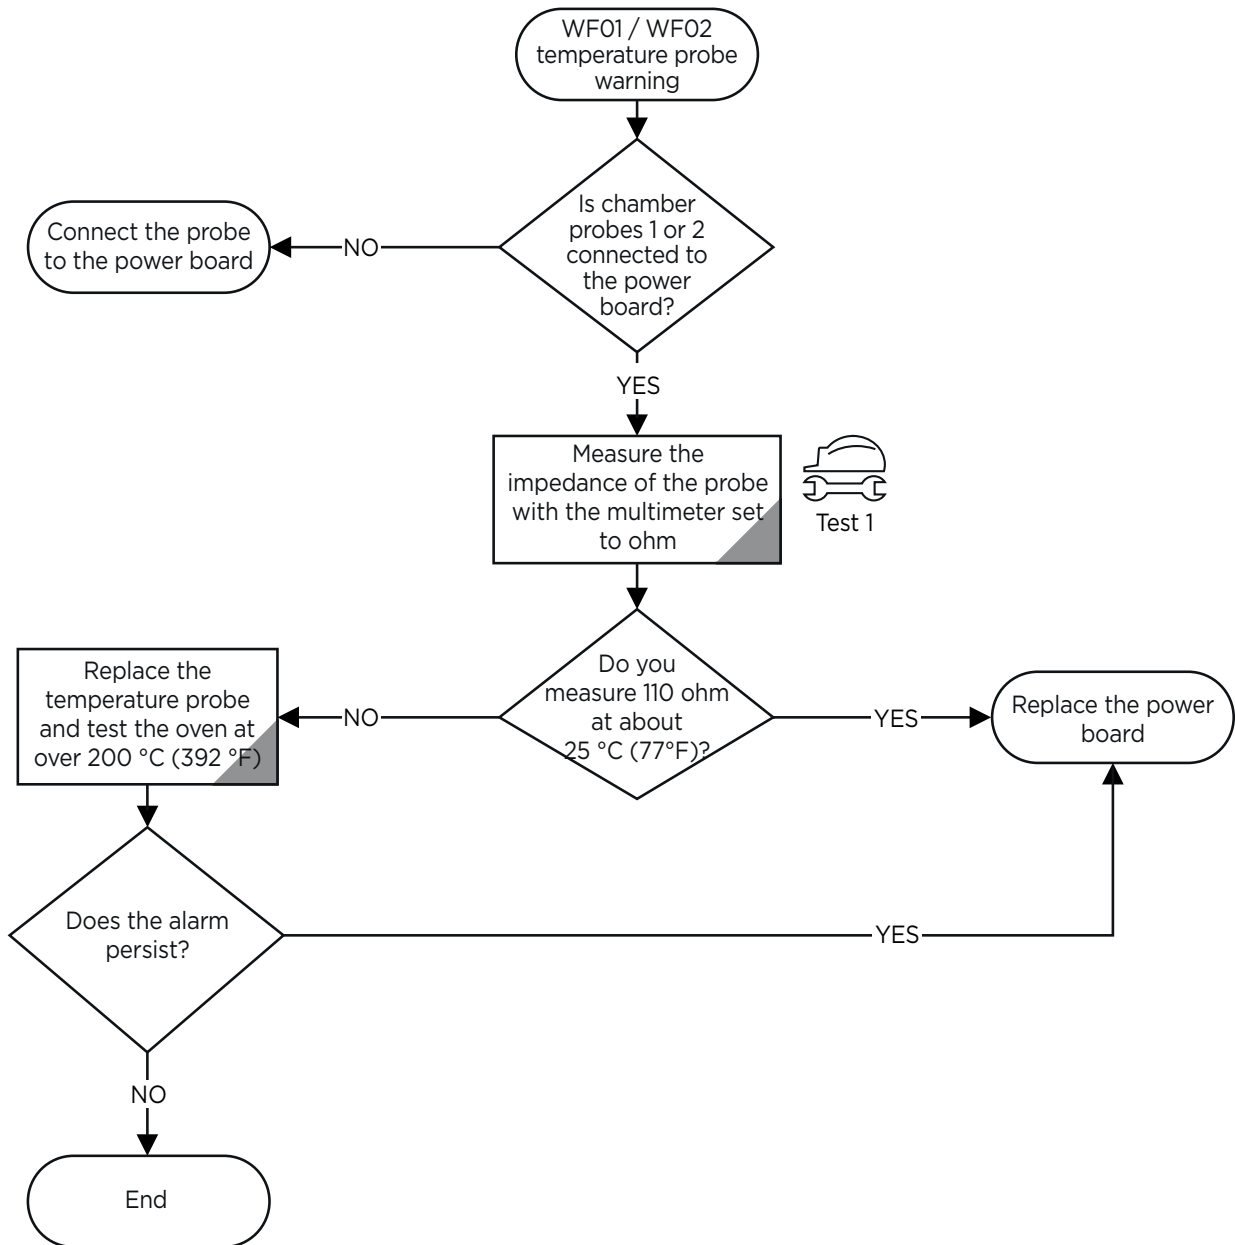 WF01 / WF02
temperature probe
warning
Is chamber
probes 1 or 2
connected to
the power
board?
NO
Connect the probe
to the power board
YES
Measure the
impedance of the probe
with the multimeter set
to ohm
Test 1
Do you
measure 110 ohm
at about
25 °C (77°F)?
NO
YES
Replace the
temperature probe
and test the oven at
over 200 °C (392 °F)
Replace the power
board
Does the alarm
persist?
YES
NO
End